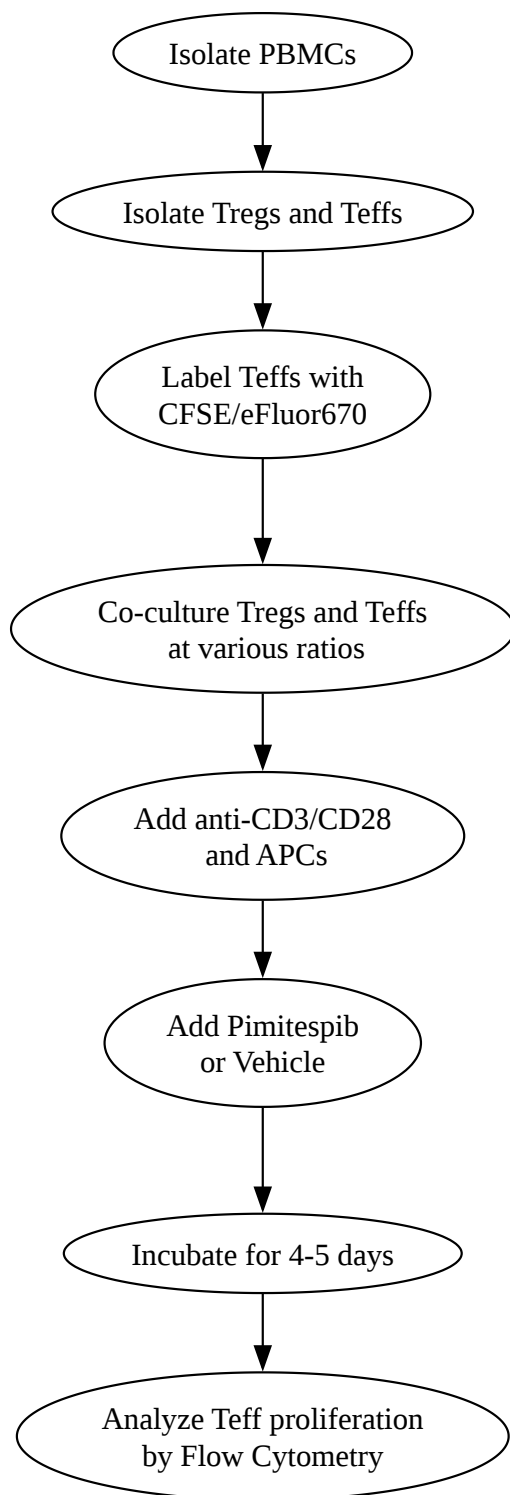 Isolate PBMCs
Isolate Tregs and Teffs
Label Teffs with
CFSE/eFluor670
Co-culture Tregs and Teffs
at various ratios
Add anti-CD3/CD28
and APCs
Add Pimitespib
or Vehicle
Incubate for 4-5 days
Analyze Teff proliferation
by Flow Cytometry